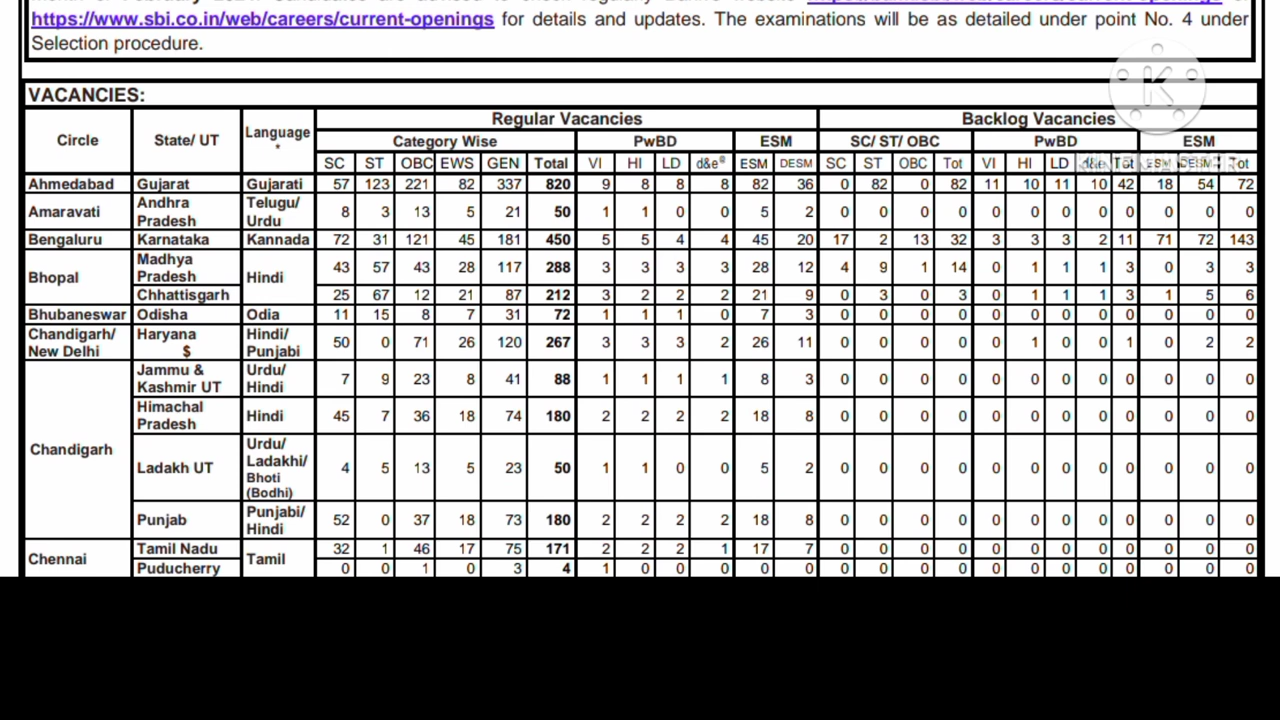 https://www.sbi.co.in/web/careers/current-openings for details and updates. The examinations will be as detailed under point No. 4 under
Selection procedure.
VACANCIES:
Circle State/ UT Language * Regular Vacancies Backlog Vacancies
Category Wise PwBD ESM SC/ ST/ OBC PwBD ESM
SC ST OBC EWS GEN Total VI HI LD d&e@ ESM DESM SC ST OBC Tot VI HI LD d&e Tot ESM DESM Tot
Ahmedabad Gujarat Gujarati 57 123 221 82 337 820 9 8 8 8 82 36 0 82 0 82 11 10 11 10 42 18 54 72
Amaravati Andhra Pradesh Telugu/ Urdu 8 3 13 5 21 50 1 1 0 0 5 2 0 0 0 0 0 0 0 0 0 0 0 0
Bengaluru Karnataka Kannada 72 31 121 45 181 450 5 5 4 4 45 20 17 2 13 32 3 3 3 2 11 71 72 143
Bhopal Madhya Pradesh Hindi 43 57 43 28 117 288 3 3 3 3 28 12 4 9 1 14 0 1 1 1 3 0 3 3
Chhattisgarh 25 67 12 21 87 212 3 2 2 2 21 9 0 3 0 3 0 1 1 1 3 1 5 6
Bhubaneswar Odisha Odia 11 15 8 7 31 72 1 1 1 0 7 3 0 0 0 0 0 0 0 0 0 0 0 0
Chandigarh/ New Delhi Haryana $ Hindi/ Punjabi 50 0 71 26 120 267 3 3 3 2 26 11 0 0 0 0 0 1 0 0 1 0 2 2
Chandigarh Jammu & Kashmir UT Urdu/ Hindi 7 9 23 8 41 88 1 1 1 1 8 3 0 0 0 0 0 0 0 0 0 0 0 0
Himachal Pradesh Hindi 45 7 36 18 74 180 2 2 2 2 18 8 0 0 0 0 0 0 0 0 0 0 0 0
Ladakh UT Urdu/ Ladakhi/ Bhoti (Bodhi) 4 5 13 5 23 50 1 1 0 0 5 2 0 0 0 0 0 0 0 0 0 0 0 0
Punjab Punjabi/ Hindi 52 0 37 18 73 180 2 2 2 2 18 8 0 0 0 0 0 0 0 0 0 0 0 0
Chennai Tamil Nadu Tamil 32 1 46 17 75 171 2 2 2 1 17 7 0 0 0 0 0 0 0 0 0 0 0 0
Puducherry 0 0 1 0 3 4 1 0 0 0 0 0 0 0 0 0 0 0 0 0 0 0 0 0